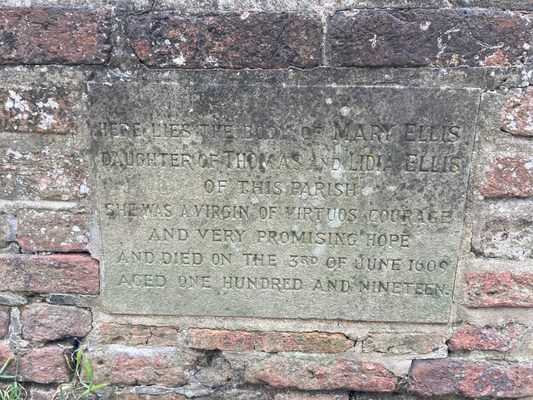 HERE LIES THE BODY OF MARY ELLIS
DAUGHTER OF THOMAS AND LIDIA ELLIS
OF THIS PARISH
SHE WAS A VIRGIN OF VIRTUOS COURAGE
AND VERY PROMISING HOPE
AND DIED ON THE 3RD OF JUNE 1609
AGED ONE HUNDRED AND NINETEEN.